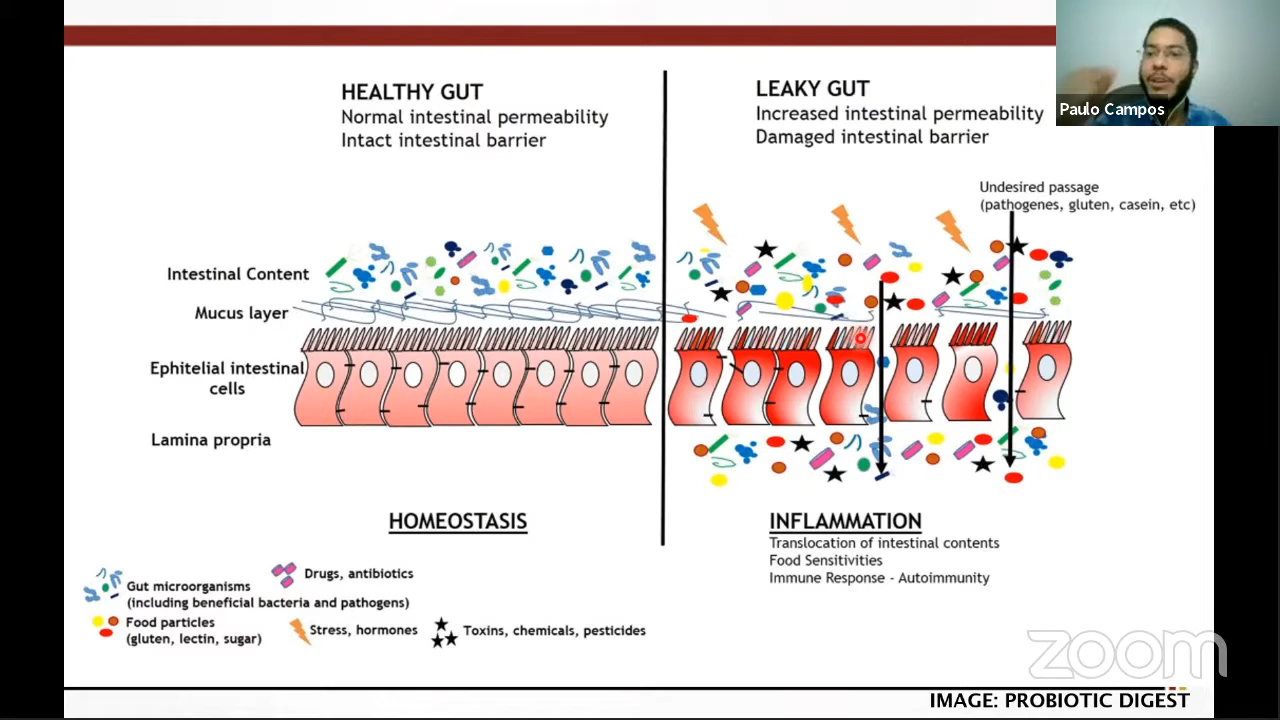 HEALTHY GUT
Normal intestinal permeability
Intact intestinal barrier
LEAKY GUT
Increased intestinal permeability
Damaged intestinal barrier
Paulo Campos
Undesired passage
(pathogenes, gluten, casein, etc)
Intestinal Content
Mucus layer
Ephitelial intestinal
cells
Lamina propria
HOMEOSTASIS
INFLAMMATION
Translocation of intestinal contents
Food Sensitivities
Immune Response - Autoimmunity
Gut microorganisms
(including beneficial bacteria and pathogens)
Drugs, antibiotics
Food particles
(gluten, lectin, sugar)
Stress, hormones
Toxins, chemicals, pesticides
zoom
IMAGE: PROBIOTIC DIGEST